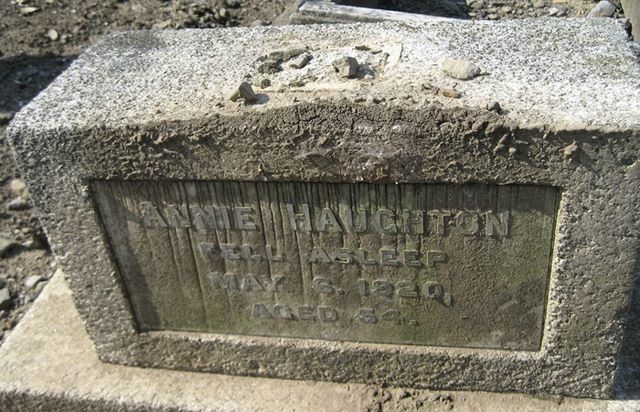 ANNIE HAUGHTON
FELL ASLEEP
MAY 6. 1920,
AGED 84.